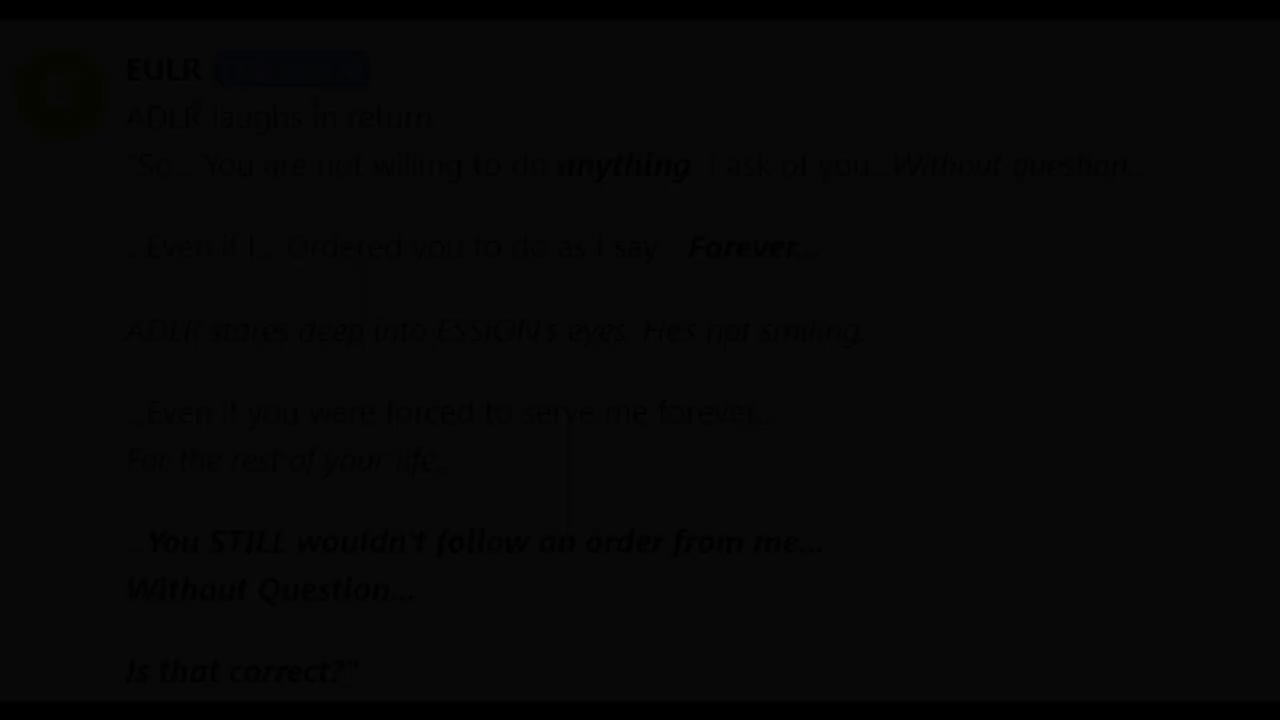 EULR
ADLR laughs in return
"So... You are not willing to do anything I ask of you...Without question...
...Even if I... Ordered you to do as I say Forever...
ADLR stares deep into ESSION's eyes. He's not smiling.
...Even if you were forced to serve me forever...
For the rest of your life..
...You STILL wouldn't follow an order from me...
Without Question...
Is that correct?"